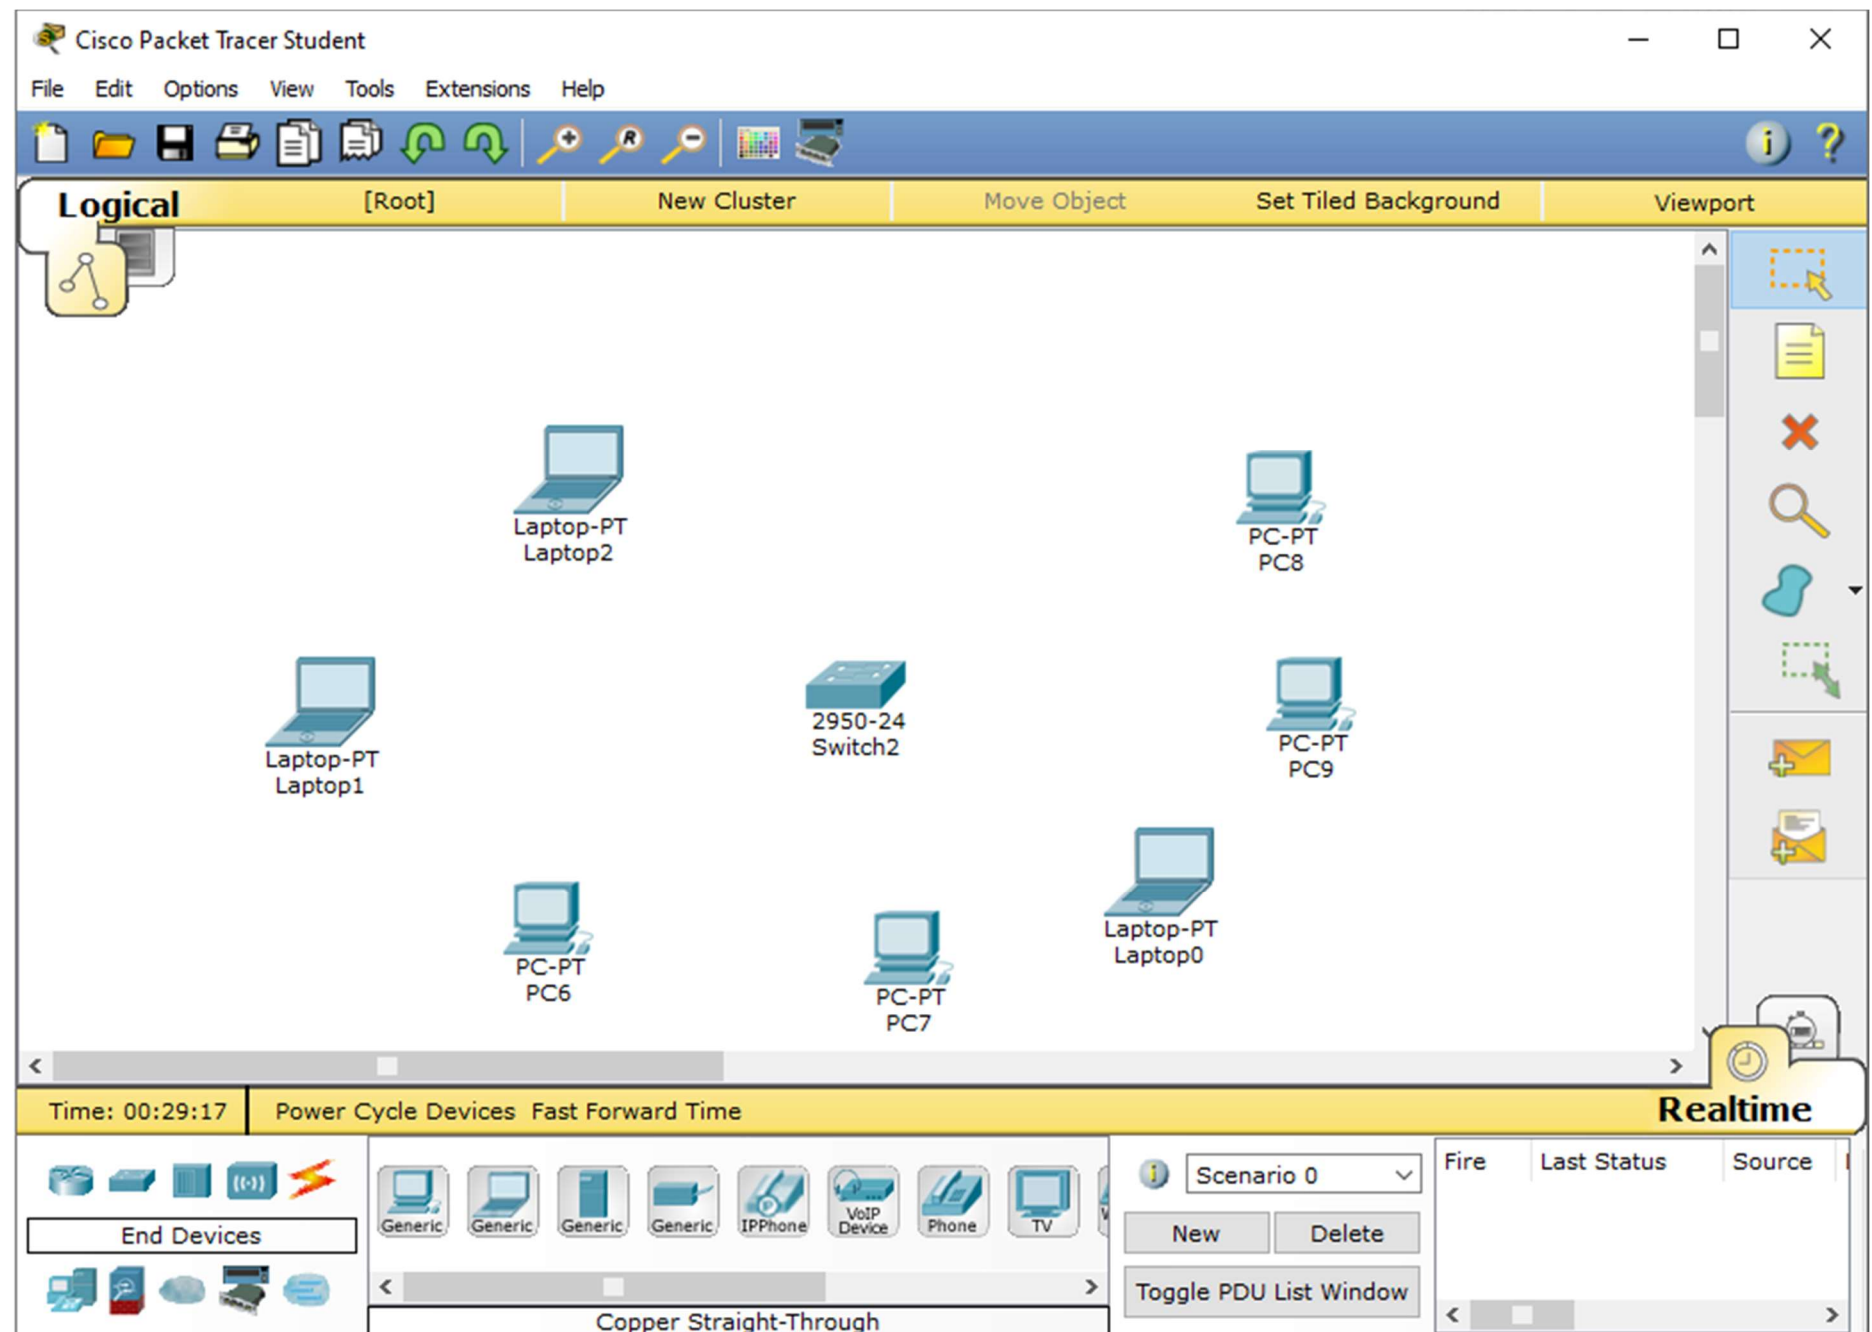 Cisco Packet Tracer Student
File Edit Options View Tools Extensions Help
R
i ?
Logical [Root] New Cluster Move Object Set Tiled Background Viewport
Laptop-PT
Laptop2
PC-PT
PC8
2950-24
Switch2
Laptop-PT
Laptop1
PC-PT
PC9
Laptop-PT
Laptop0
PC-PT
PC6
PC-PT
PC7
Time: 00:29:17 Power Cycle Devices Fast Forward Time Realtime
End Devices
Generic Generic Generic Generic IPPhone VoIP Device Phone TV
Copper Straight-Through
i Scenario 0
New Delete
Toggle PDU List Window
Fire Last Status Source